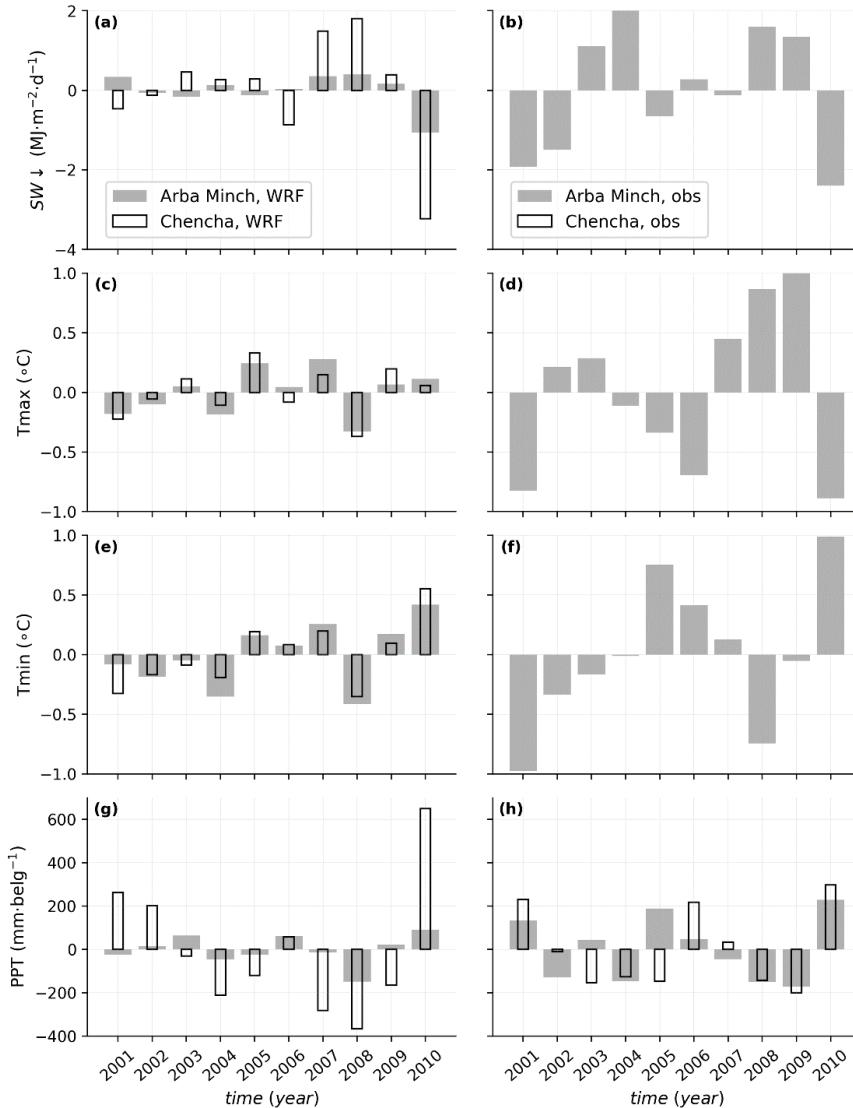 (a)
(b)
2
0
−2
−4
SW↓ (MJ·m⁻²·d⁻¹)
Arba Minch, WRF
Chencha, WRF
Arba Minch, obs
Chencha, obs
(c)
(d)
1.0
0.5
0.0
−0.5
−1.0
Tmax (∘C)
(e)
(f)
1.0
0.5
0.0
−0.5
−1.0
Tmin (∘C)
(g)
(h)
600
400
200
0
−200
−400
PPT (mm·belg⁻¹)
2001 2002 2003 2004 2005 2006 2007 2008 2009 2010
2001 2002 2003 2004 2005 2006 2007 2008 2009 2010
time (year)
time (year)